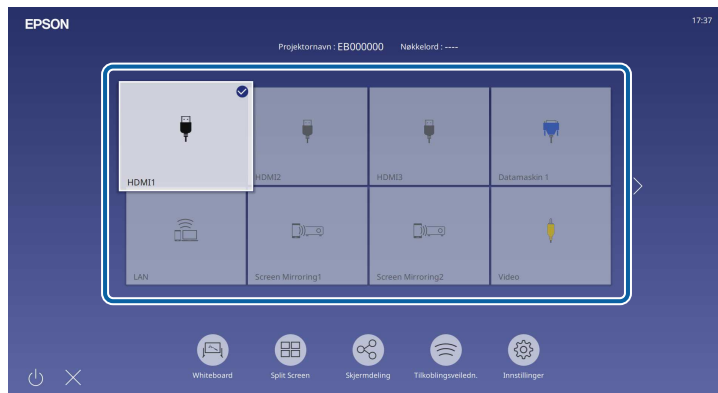 EPSON
17:37
Projektornavn : EB000000 Nøkkelord : ----
HDMI1
HDMI2
HDMI3
Datamaskin 1
LAN
Screen Mirroring1
Screen Mirroring2
Video
Whiteboard
Split Screen
Skjermdeling
Tilkoblingsveiledn.
Innstillinger